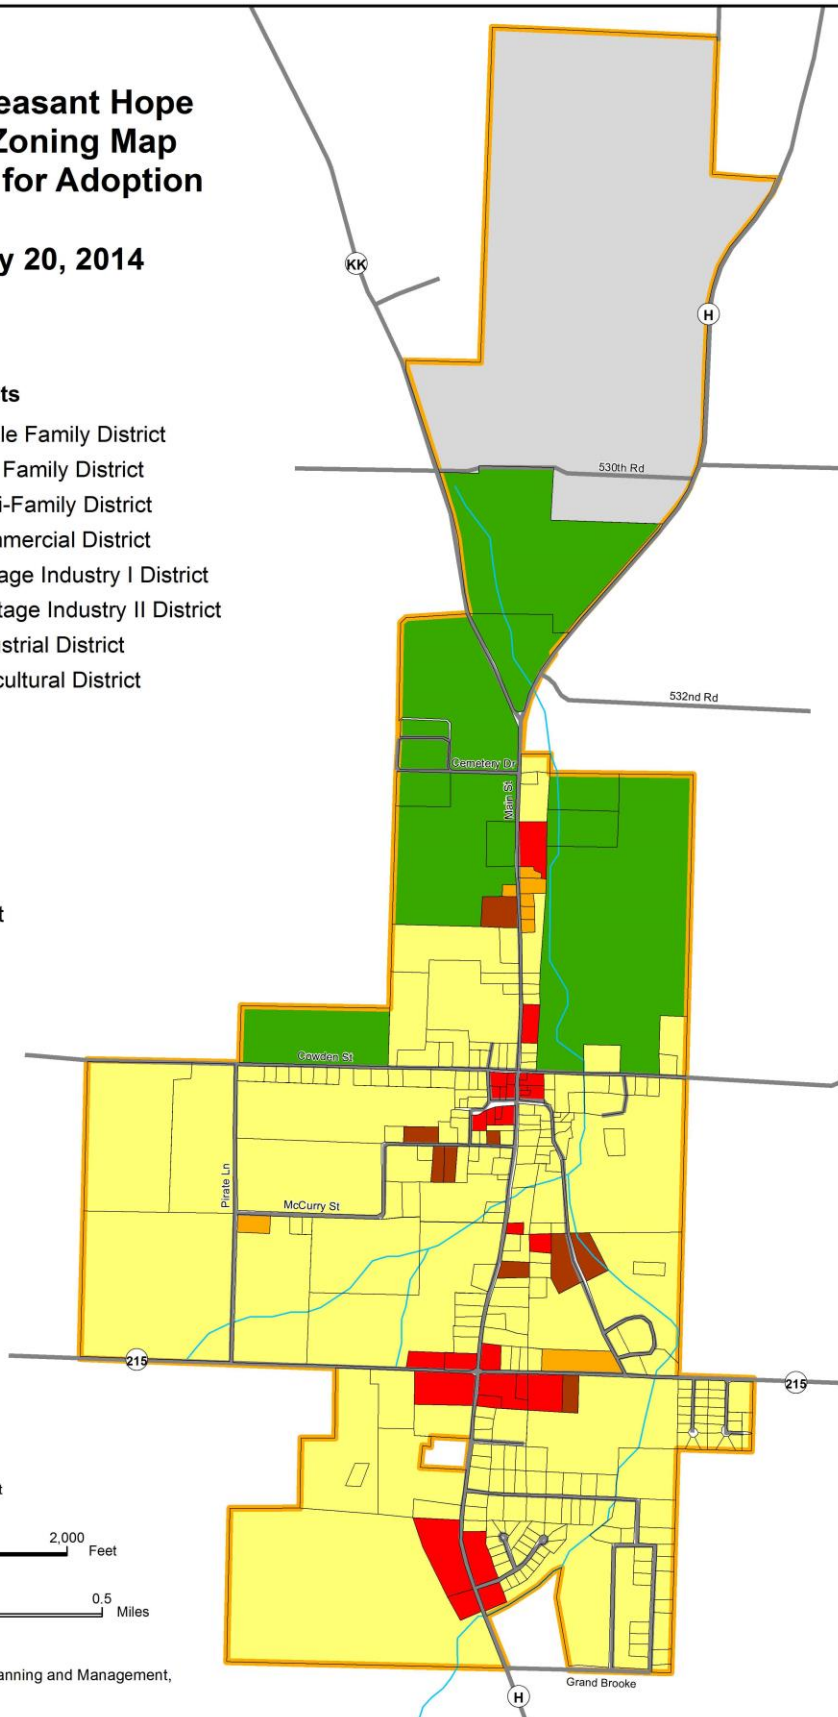 easant Hope
Zoning Map
for Adoption
y 20, 2014
KK
H
ts
le Family District
Family District
i-Family District
mmercial District
age Industry I District
tage Industry II District
strial District
cultural District
530th Rd
532nd Rd
Cemetery Dr
Main St
t
Cowden St
Pirate Ln
McCurry St
215
215
t
2,000
Feet
0.5
Miles
anning and Management,
Grand Brooke
H